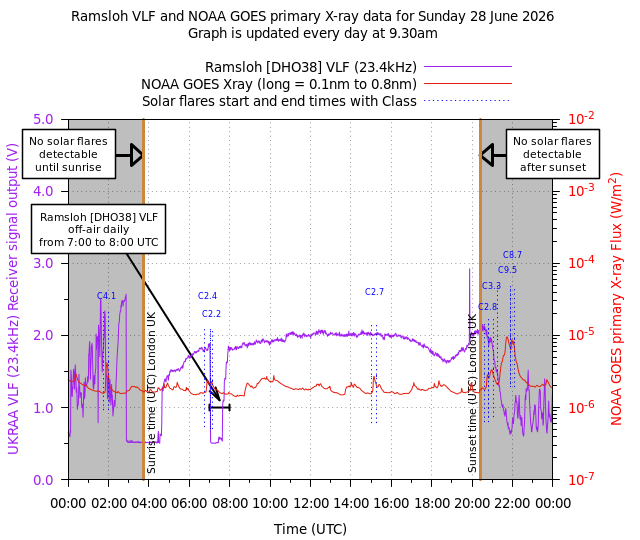 Ramsloh VLF and NOAA GOES primary X-ray data for Sunday 28 June 2026
Graph is updated every day at 9.30am
Ramsloh [DHO38] VLF (23.4kHz)
NOAA GOES Xray (long = 0.1nm to 0.8nm)
Solar flares start and end times with Class
5.0
4.0
3.0
2.0
1.0
0.0
UKRAA VLF (23.4kHz) Receiver signal output (V)
No solar flares
detectable
until sunrise
Ramsloh [DHO38] VLF
off-air daily
from 7:00 to 8:00 UTC
No solar flares
detectable
after sunset
C4.1
C2.4
C2.2
C2.7
C2.8
C3.3
C9.5
C8.7
Sunrise time (UTC) London UK
Sunset time (UTC) London UK
10-2
10-3
10-4
10-5
10-6
10-7
NOAA GOES primary X-ray Flux (W/m2)
00:00 02:00 04:00 06:00 08:00 10:00 12:00 14:00 16:00 18:00 20:00 22:00 00:00
Time (UTC)